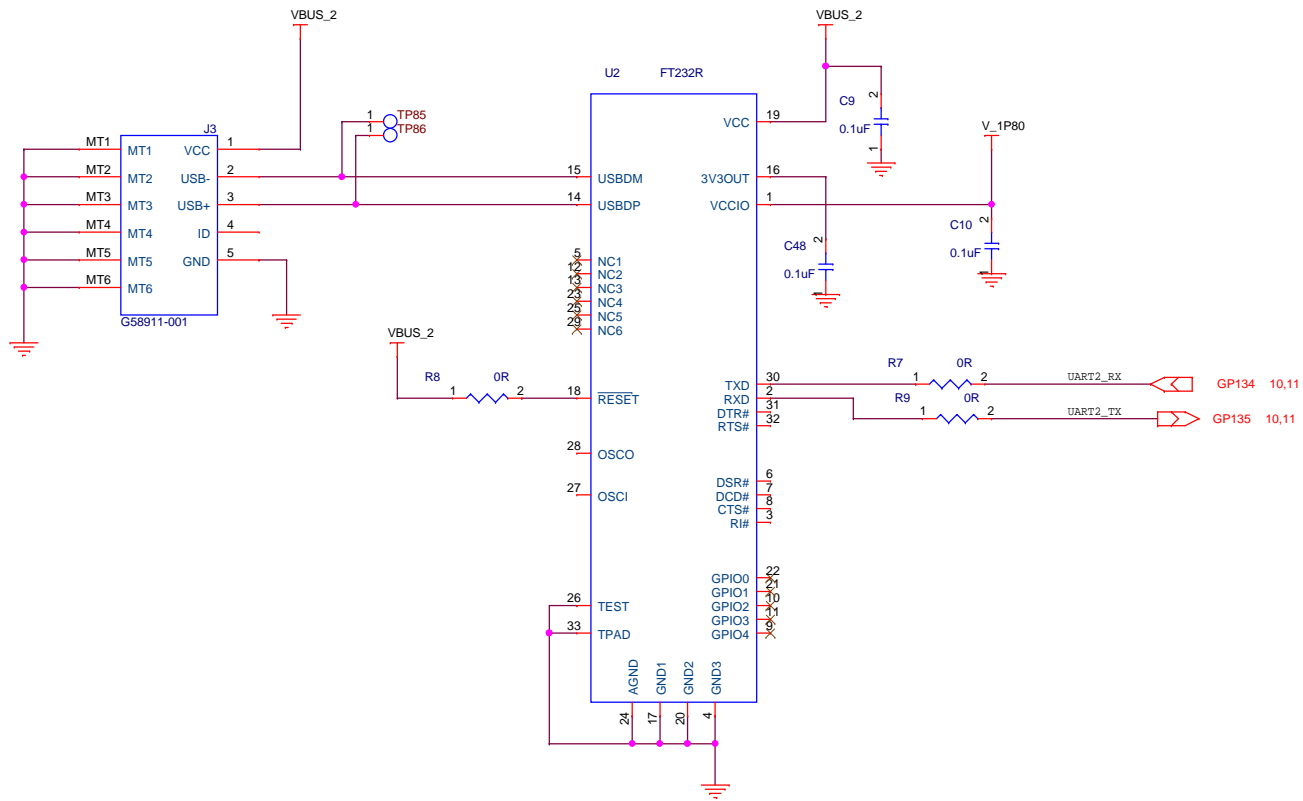 VBUS_2
VBUS_2
U2 FT232R
C9
0.1uF
2
1
V_1P80
J3
G58911-001
MT1 MT1 VCC 1
MT2 MT2 USB- 2
MT3 MT3 USB+ 3
MT4 MT4 ID 4
MT5 MT5 GND 5
MT6 MT6
1 TP85
1 TP86
VCC 19
15 USBDM
3V3OUT 16
14 USBDP
VCCIO 1
C10
0.1uF
2
1
C48
0.1uF
2
1
5 NC1
12 NC2
13 NC3
23 NC4
25 NC5
29 NC6
VBUS_2
R8 0R
1 2
18 RESET
28 OSCO
27 OSCI
26 TEST
33 TPAD
TXD 30
RXD 2
DTR# 31
RTS# 32
R7 0R
1 2
UART2_RX
GP134 10,11
R9 0R
1 2
UART2_TX
GP135 10,11
DSR# 6
DCD# 7
CTS# 8
RI# 3
GPIO0 22
GPIO1 21
GPIO2 10
GPIO3 11
GPIO4 9
AGND GND1 GND2 GND3
24 17 20 4